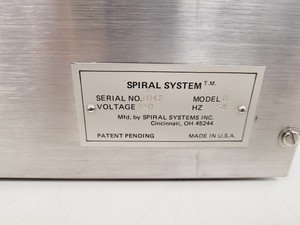 SPIRAL SYSTEM T.M.
SERIAL NO. MODEL
VOLTAGE HZ
Mfd. by SPIRAL SYSTEMS INC.
Cincinnati, OH 45244
PATENT PENDING MADE IN U.S.A.